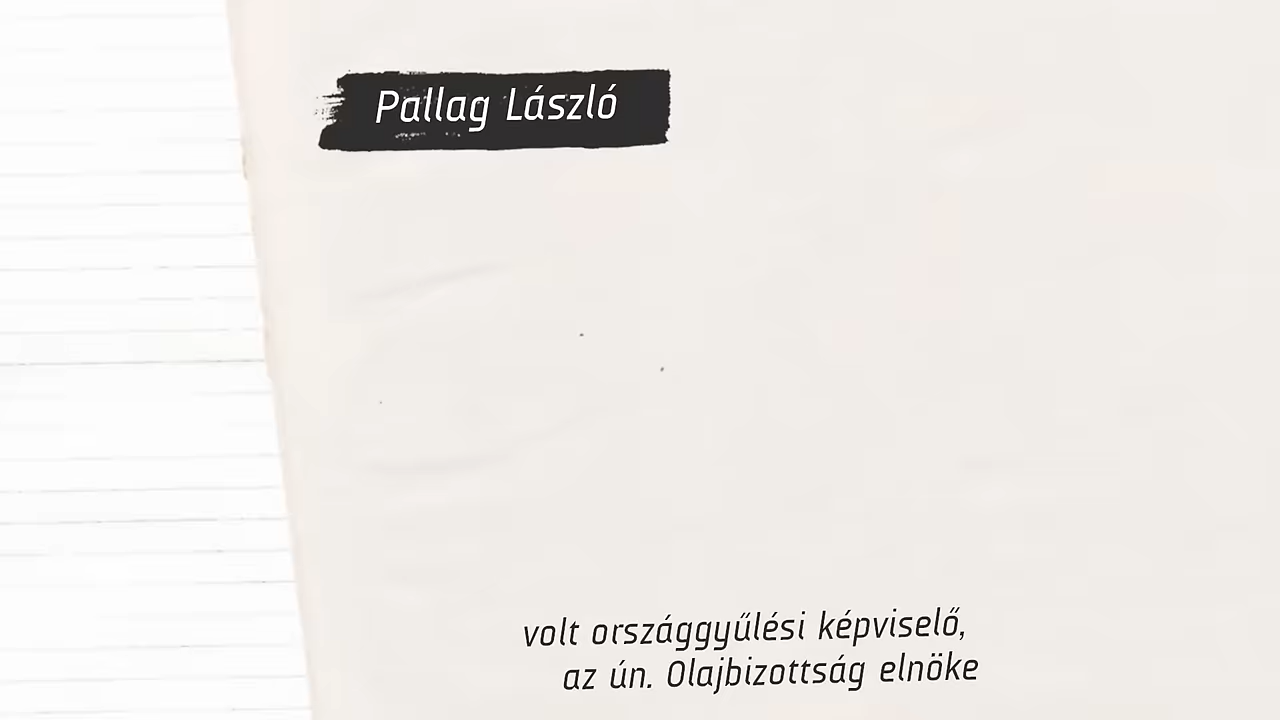 Pallag László
volt országgyűlési képviselő,
az ún. Olajbizottság elnöke